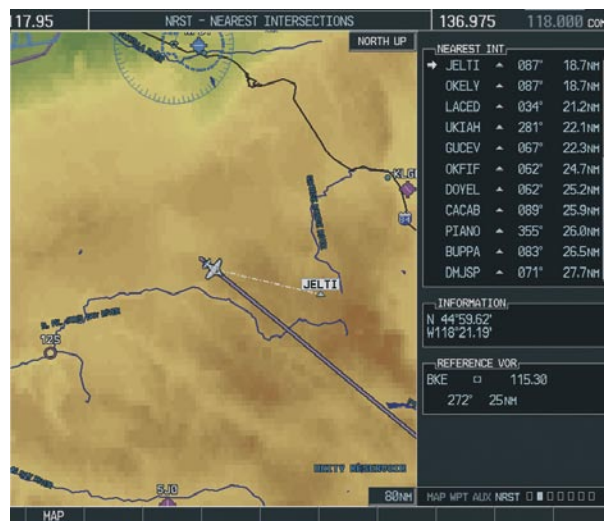 17.95 NRST - NEAREST INTERSECTIONS 136.975 118.000 COM
NORTH UP
NEAREST INT
JELTI 087° 18.7NM
OKELY 087° 18.7NM
LACED 034° 21.2NM
UKIAH 281° 22.1NM
GUCEV 067° 22.3NM
OKFIF 062° 24.7NM
DOYEL 062° 25.2NM
CACAB 089° 25.9NM
PIANO 355° 26.0NM
BUPPA 083° 26.5NM
DMJSP 071° 27.7NM
KLG
JELTI
INFORMATION
N 44°59.62'
W118°21.19'
12S
REFERENCE VOR
BKE 115.30
272° 25NM
UNITY RESERVOIR
5J0
80NM
MAP WPT AUX NRST
MAP